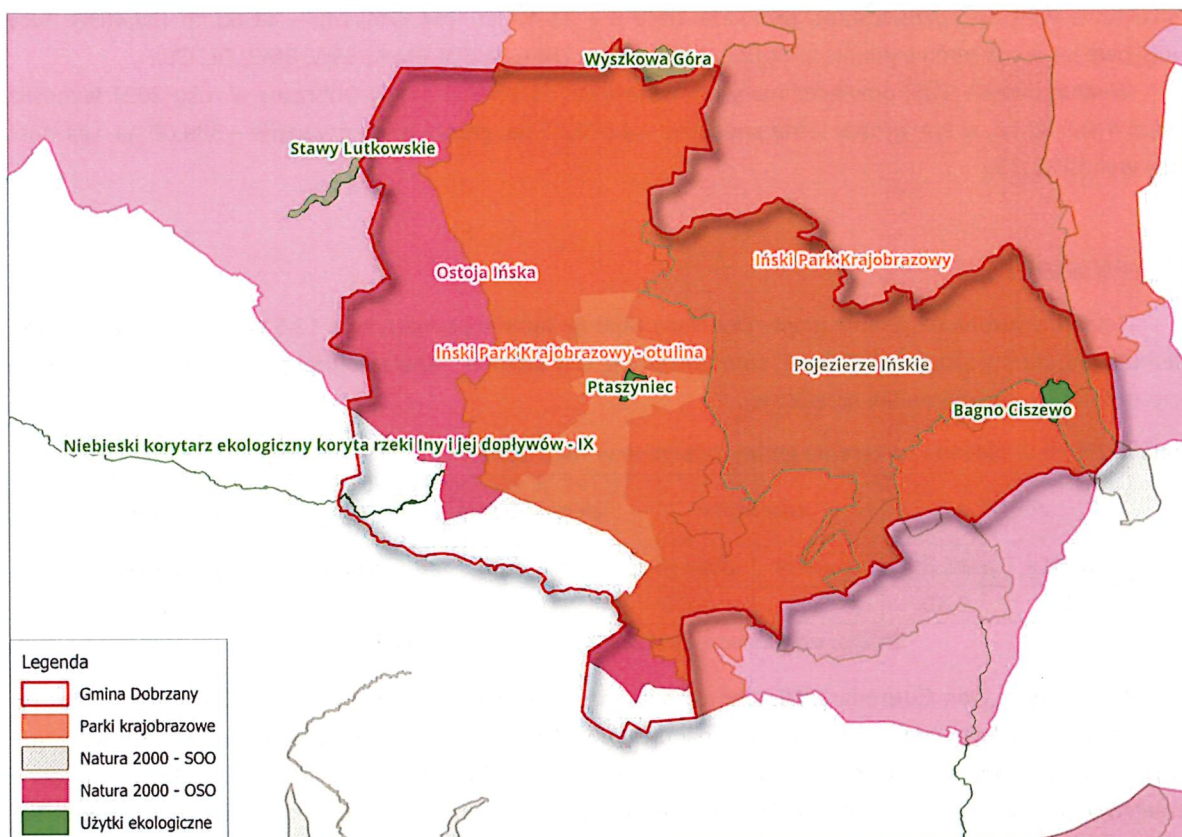 Wyszkowa Góra
Stawy Lutkowskie
Ostoja Ińska
Iński Park Krajobrazowy
Iński Park Krajobrazowy - otulina
Pojezierze Ińskie
Ptaszyniec
Bagno Ciszewo
Niebieski korytarz ekologiczny koryta rzeki Iny i jej dopływów - IX
Legenda
Gmina Dobrzany
Parki krajobrazowe
Natura 2000 - SOO
Natura 2000 - OSO
Użytki ekologiczne